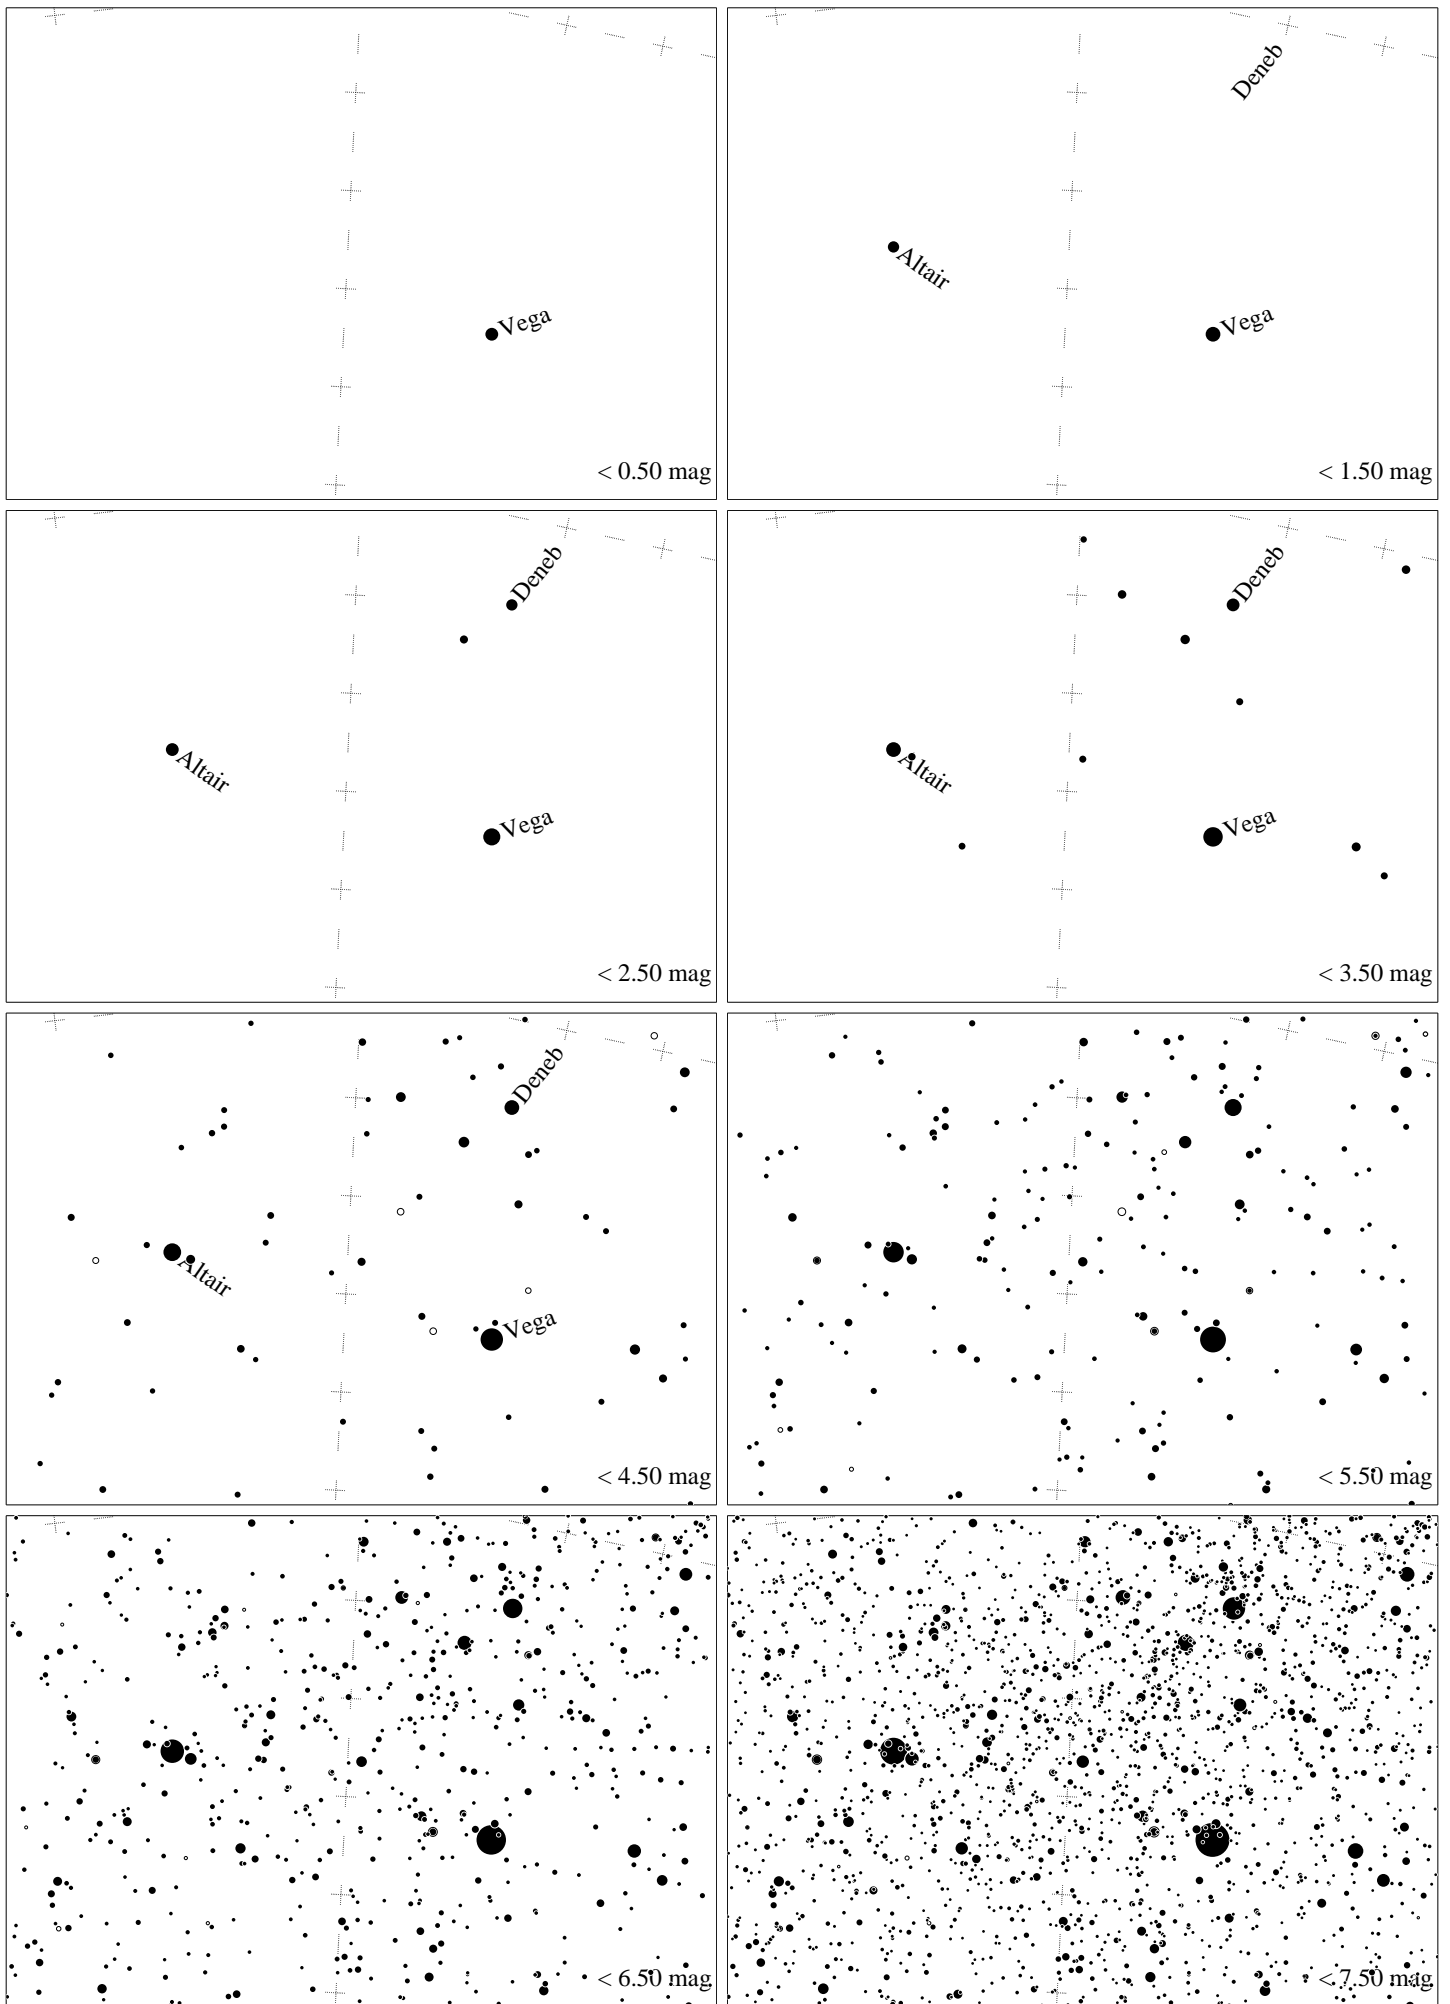 Vega
< 0.50 mag
Deneb
Altair
Vega
< 1.50 mag
Deneb
Altair
Vega
< 2.50 mag
Deneb
Altair
Vega
< 3.50 mag
Deneb
Altair
Vega
< 4.50 mag
< 5.50 mag
< 6.50 mag
< 7.50 mag